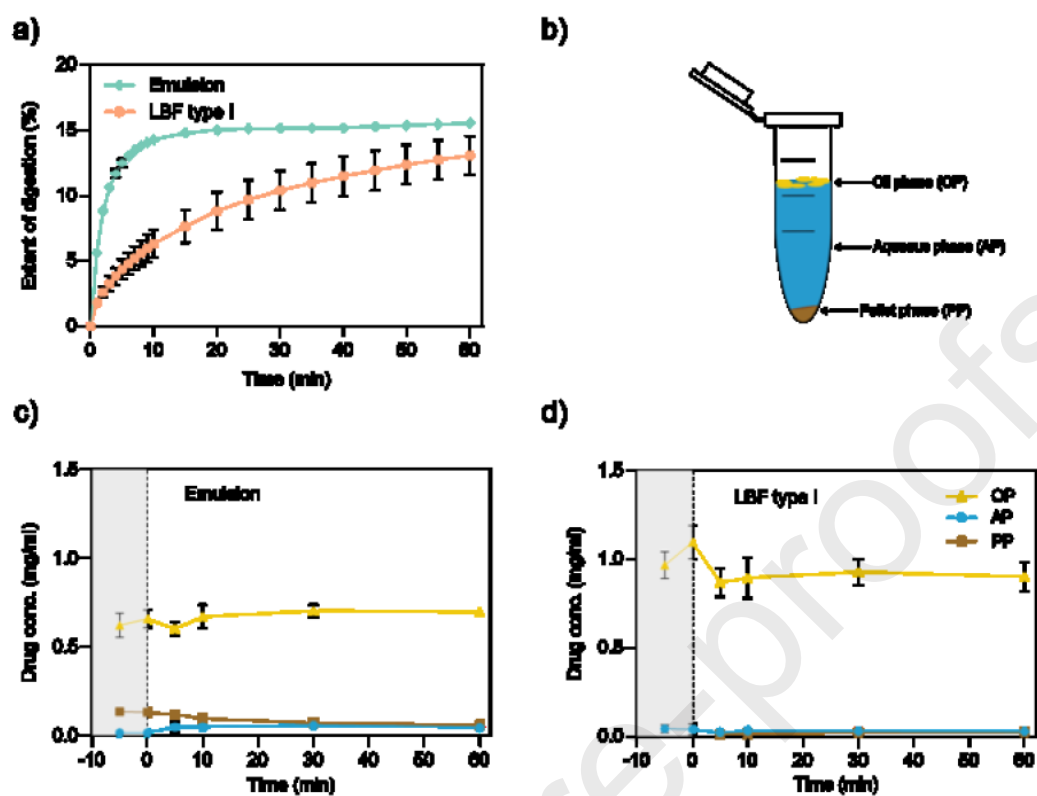 a)
20
15
10
5
0
Extent of digestion (%)
Emulsion
LBF type I
0 10 20 30 40 50 60
Time (min)
b)
Oil phase (OP)
Aqueous phase (AP)
Pellet phase (PP)
c)
1.5
1.0
0.5
0.0
Drug conc. (mg/ml)
Emulsion
-10 0 10 20 30 40 50 60
Time (min)
d)
1.5
1.0
0.5
0.0
Drug conc. (mg/ml)
LBF type I
OP
AP
PP
-10 0 10 20 30 40 50 60
Time (min)
e-proofs